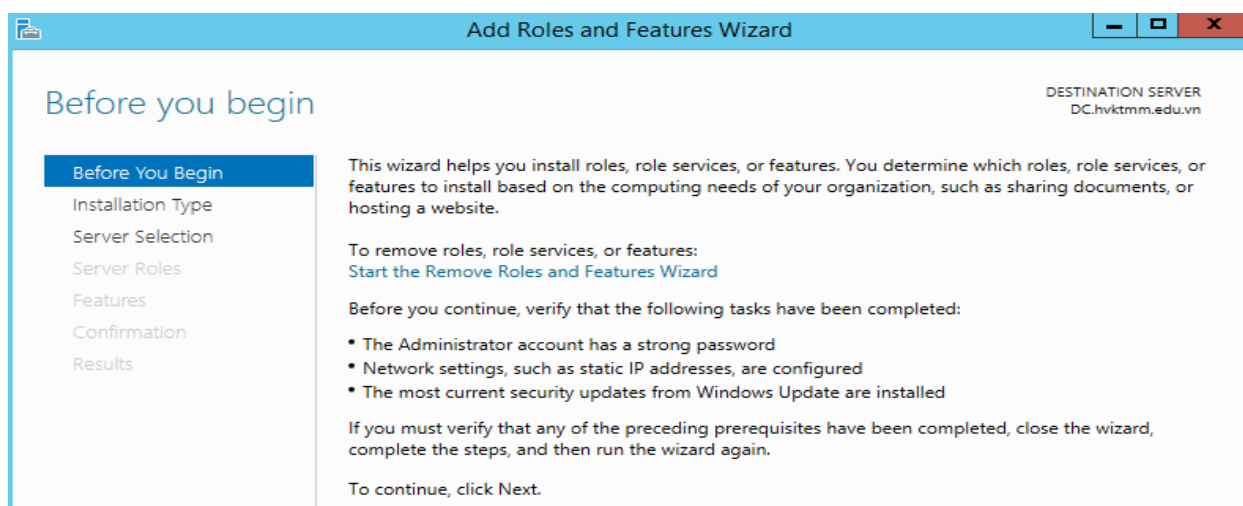 Add Roles and Features Wizard
Before you begin
DESTINATION SERVER
DC.hvktmm.edu.vn
Before You Begin
Installation Type
Server Selection
Server Roles
Features
Confirmation
Results
This wizard helps you install roles, role services, or features. You determine which roles, role services, or
features to install based on the computing needs of your organization, such as sharing documents, or
hosting a website.
To remove roles, role services, or features:
Start the Remove Roles and Features Wizard
Before you continue, verify that the following tasks have been completed:
• The Administrator account has a strong password
• Network settings, such as static IP addresses, are configured
• The most current security updates from Windows Update are installed
If you must verify that any of the preceding prerequisites have been completed, close the wizard,
complete the steps, and then run the wizard again.
To continue, click Next.